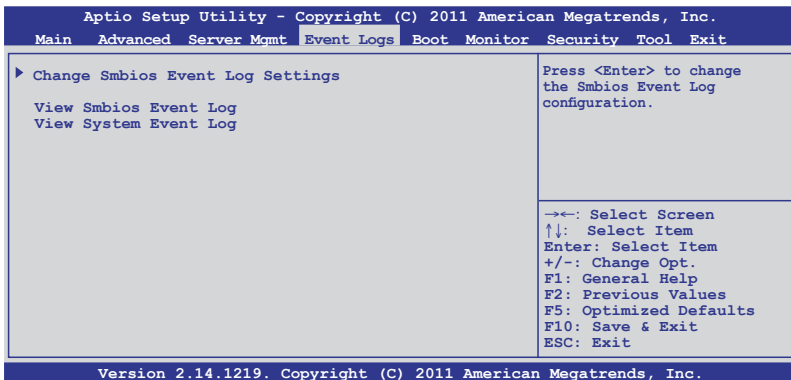 Aptio Setup Utility - Copyright (C) 2011 American Megatrends, Inc.
Main Advanced Server Mgmt Event Logs Boot Monitor Security Tool Exit
Change Smbios Event Log Settings
View Smbios Event Log
View System Event Log
Press <Enter> to change
the Smbios Event Log
configuration.
→←: Select Screen
↑↓: Select Item
Enter: Select Item
+/-: Change Opt.
F1: General Help
F2: Previous Values
F5: Optimized Defaults
F10: Save & Exit
ESC: Exit
Version 2.14.1219. Copyright (C) 2011 American Megatrends, Inc.